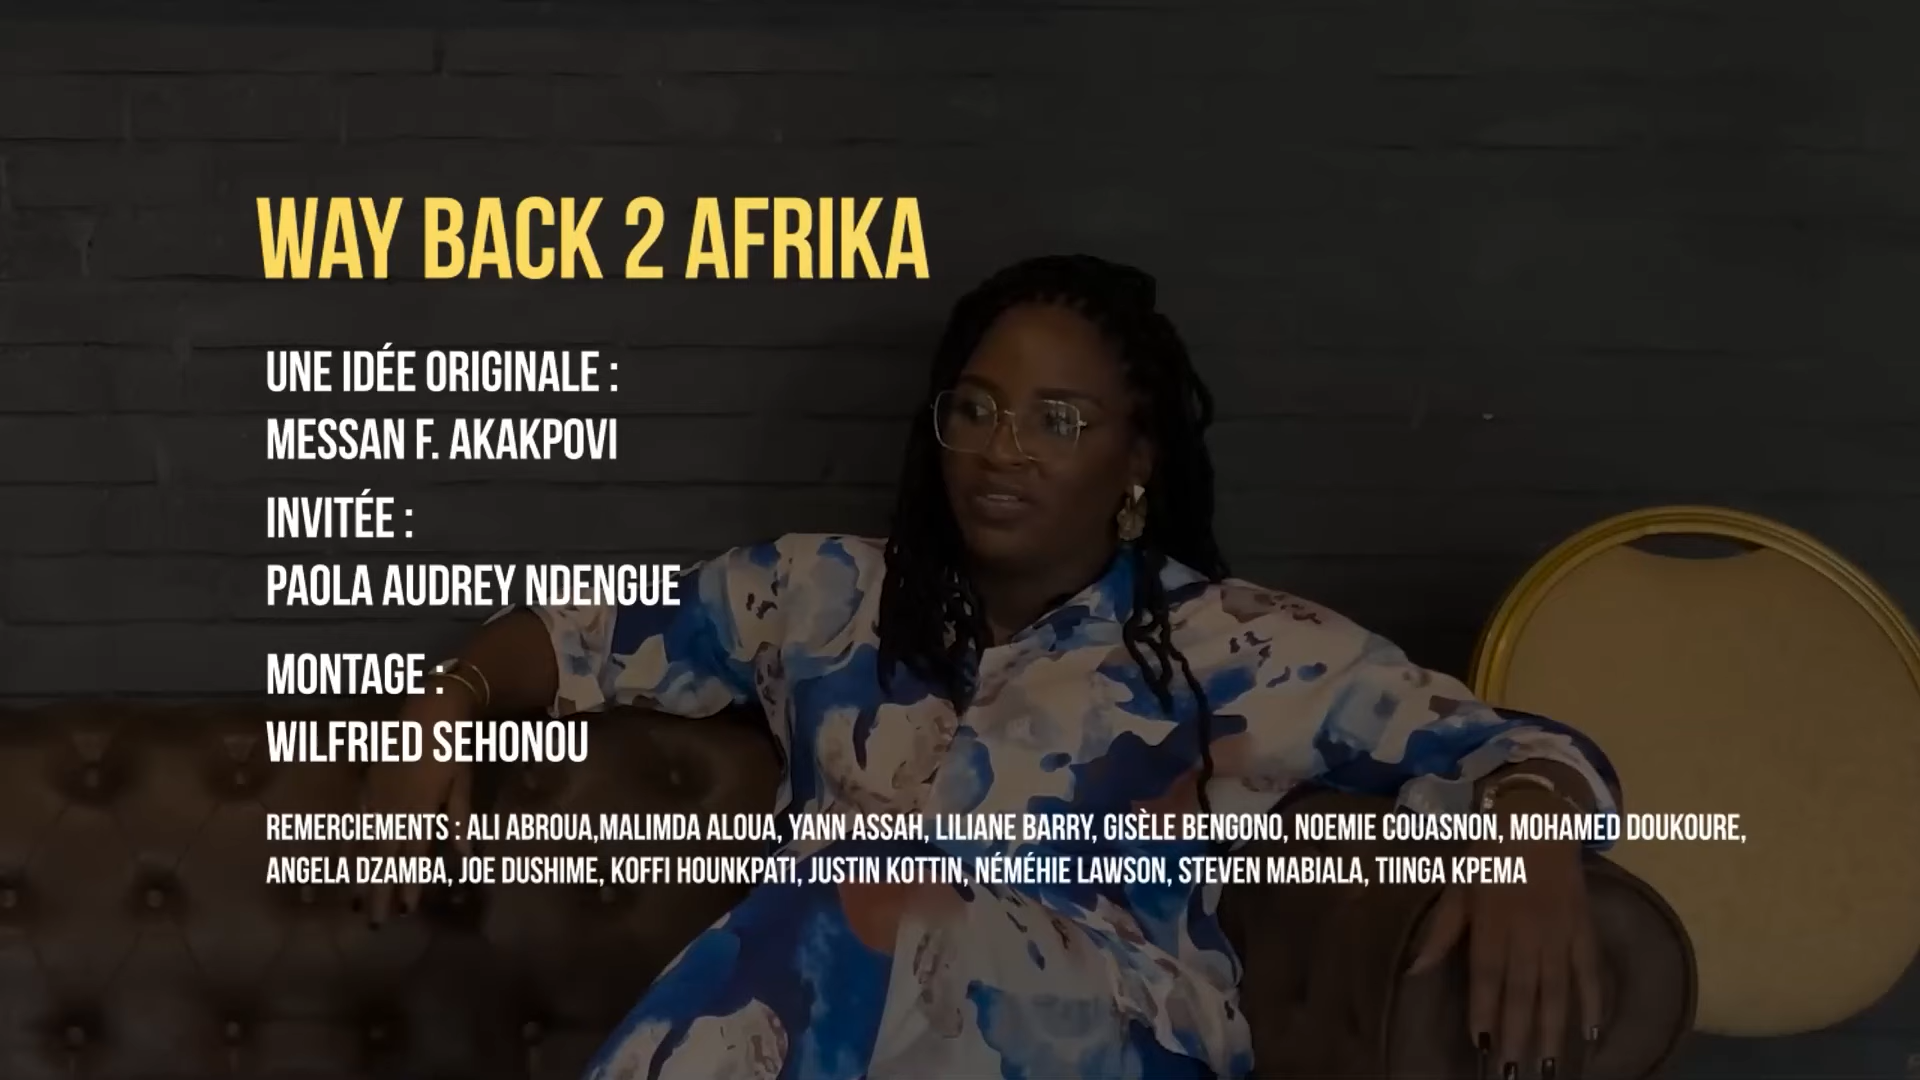 WAY BACK 2 AFRIKA
UNE IDÉE ORIGINALE :
MESSAN F. AKAKPOVI
INVITÉE :
PAOLA AUDREY NDENGUE
MONTAGE :
WILFRIED SEHONOU
REMERCIEMENTS : ALI ABROUA,MALIMDA ALOUA, YANN ASSAH, LILIANE BARRY, GISÈLE BENGONO, NOEMIE COUASNON, MOHAMED DOUKOURE,
ANGELA DZAMBA, JOE DUSHIME, KOFFI HOUNKPATI, JUSTIN KOTTIN, NÉMÉHIE LAWSON, STEVEN MABIALA, TIINGA KPEMA